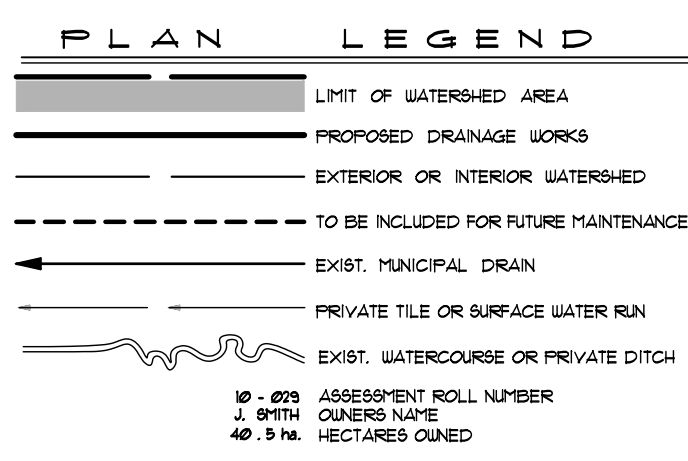 PLAN LEGEND
LIMIT OF WATERSHED AREA
PROPOSED DRAINAGE WORKS
EXTERIOR OR INTERIOR WATERSHED
TO BE INCLUDED FOR FUTURE MAINTENANCE
EXIST. MUNICIPAL DRAIN
PRIVATE TILE OR SURFACE WATER RUN
EXIST. WATERCOURSE OR PRIVATE DITCH
10 - 029 ASSESSMENT ROLL NUMBER
J. SMITH OWNERS NAME
40 . 5 ha. HECTARES OWNED